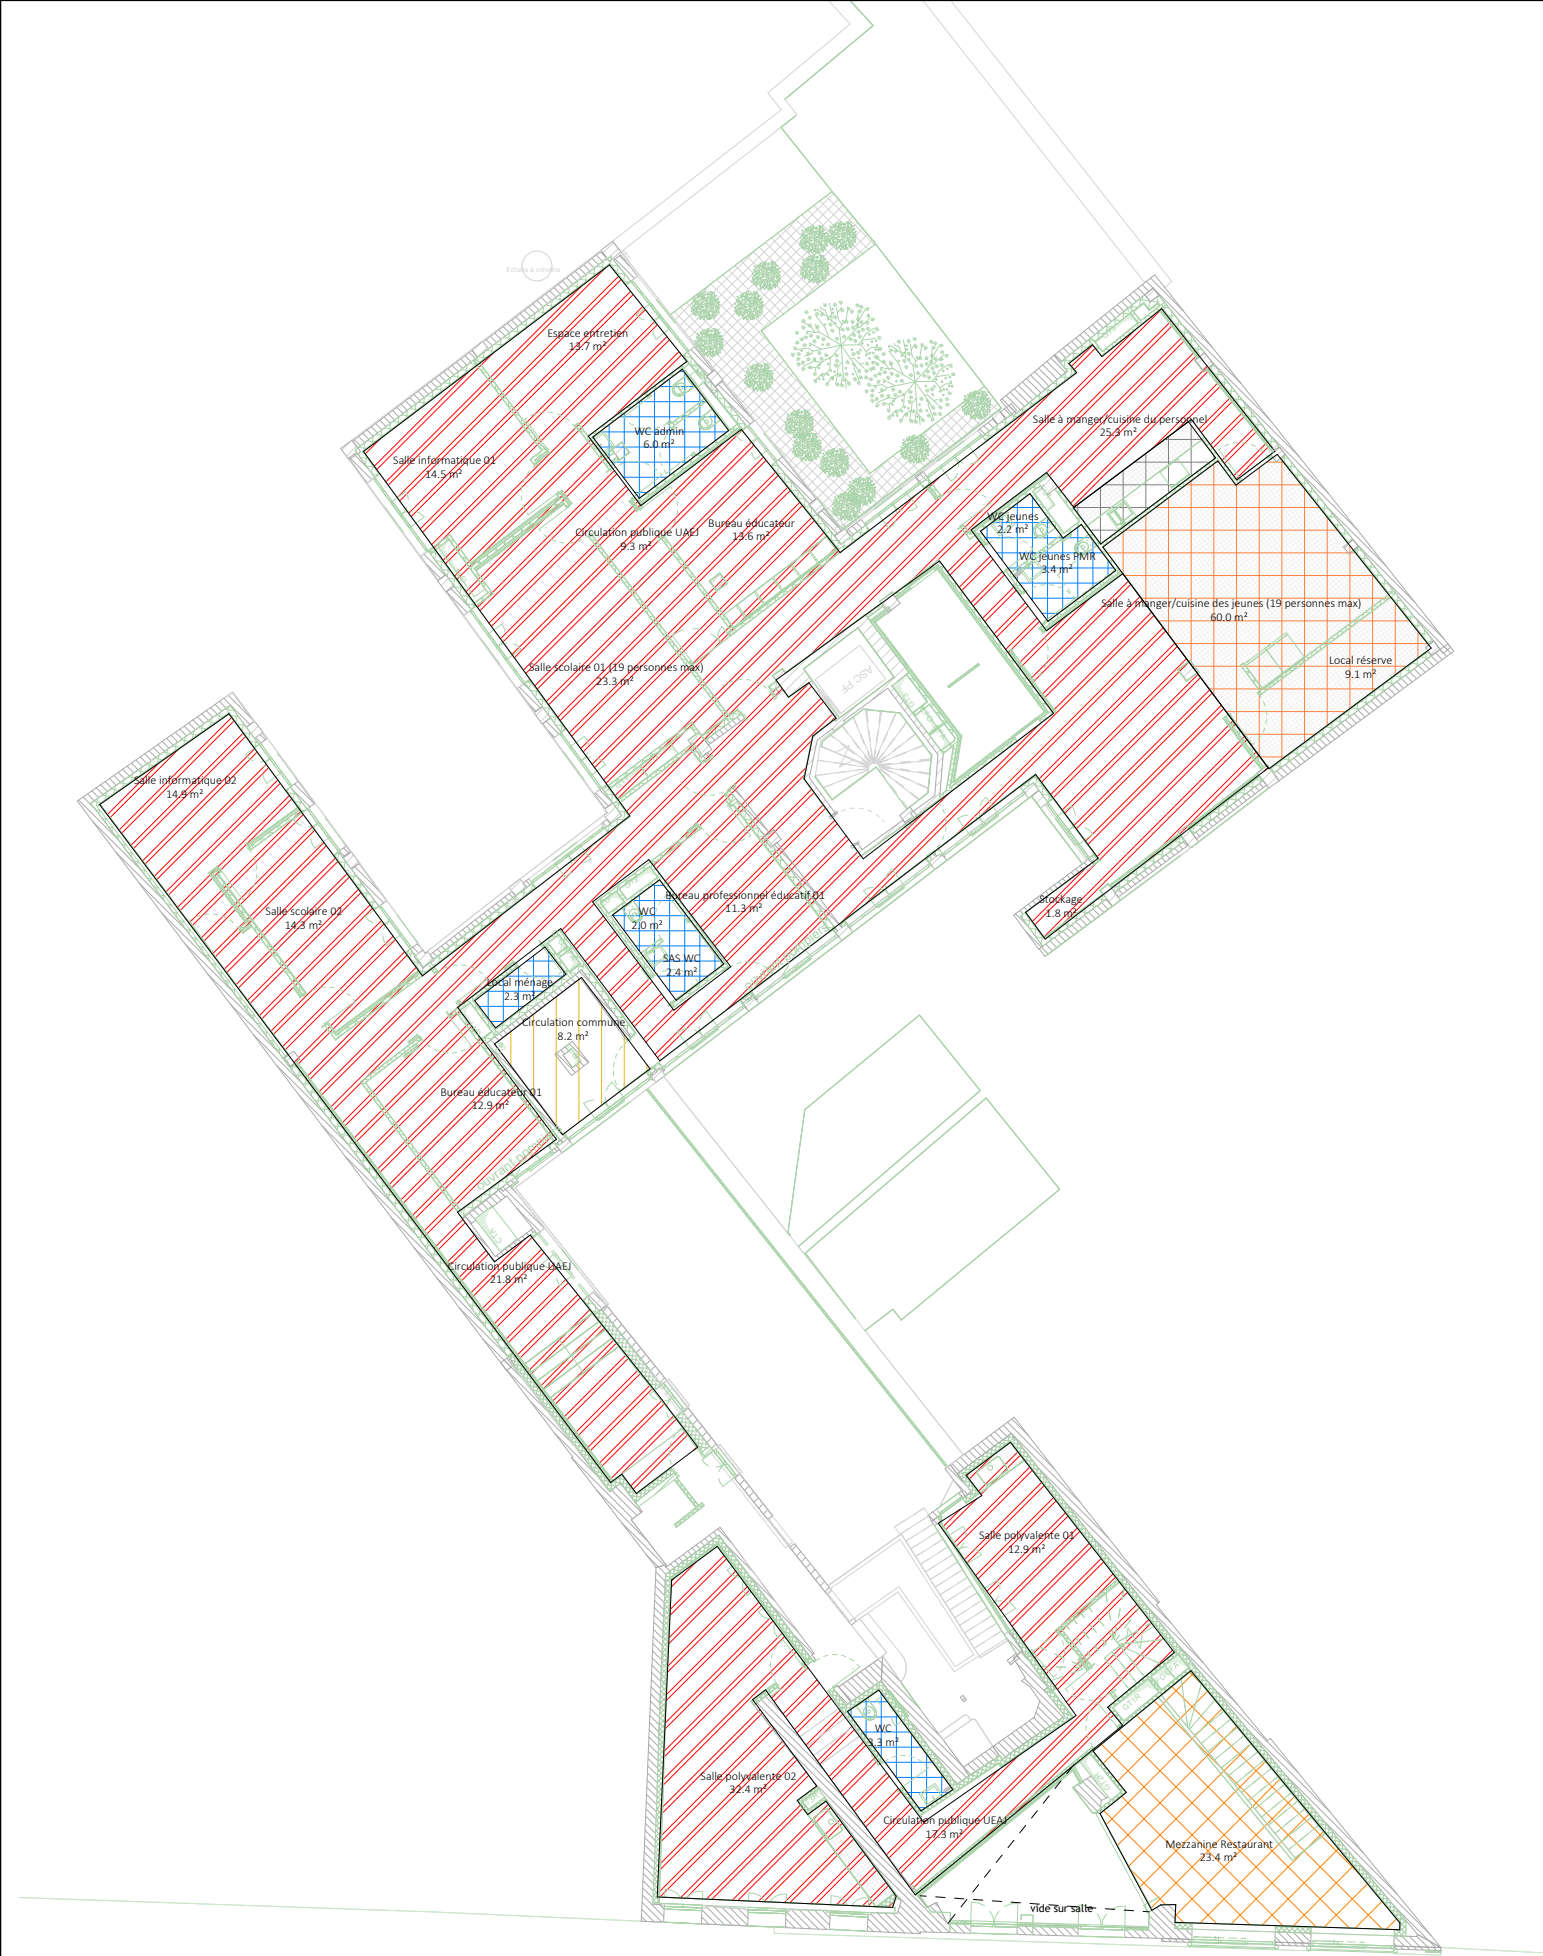 Echelle à crinoline
Espace entretien
13.7 m²
WC admin
6.0 m²
Salle informatique 01
14.5 m²
Circulation publique UAEJ
9.3 m²
Bureau éducateur
13.6 m²
Salle à manger/cuisine du personnel
25.3 m²
WC jeunes
2.2 m²
WC jeunes PMR
3.4 m²
Salle à manger/cuisine des jeunes (19 personnes max)
60.0 m²
Local réserve
9.1 m²
Salle scolaire 01 (19 personnes max)
23.3 m²
ASC PF
Salle informatique 02
14.9 m²
Salle scolaire 02
14.3 m²
Bureau professionnel éducatif 01
11.3 m²
WC
2.0 m²
SAS WC
2.4 m²
Stockage
1.8 m²
Local ménage
2.3 m²
Circulation commune
8.2 m²
Bureau éducateur 01
12.9 m²
CTA
Circulation publique UAEJ
21.8 m²
Salle polyvalente 01
12.9 m²
GTIR
WC
3.3 m²
Salle polyvalente 02
32.4 m²
Circulation publique UEAJ
17.3 m²
Mezzanine Restaurant
23.4 m²
vide sur salle